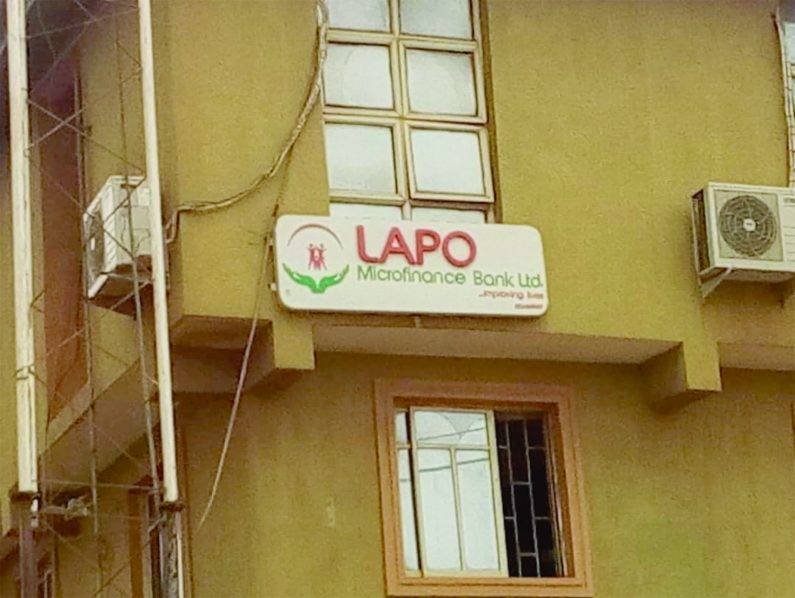 LAPO
Microfinance Bank Ltd.
...improving lives